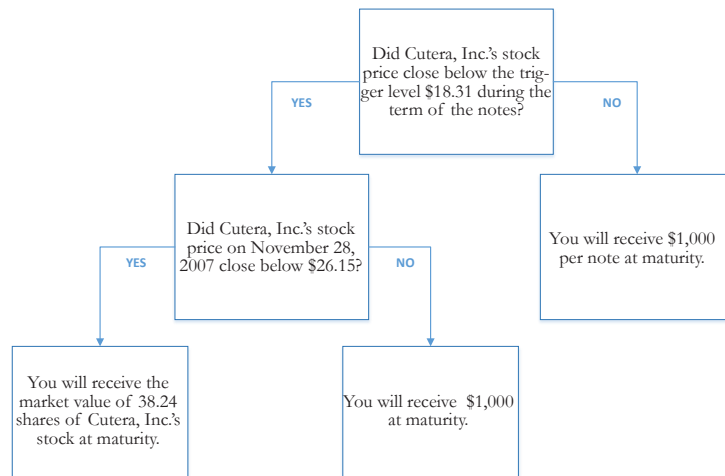 Did Cutera, Inc.'s stock
price close below the trig-
ger level $18.31 during the
term of the notes?
YES
NO
Did Cutera, Inc.'s stock
price on November 28,
2007 close below $26.15?
You will receive $1,000
per note at maturity.
YES
NO
You will receive the
market value of 38.24
shares of Cutera, Inc.'s
stock at maturity.
You will receive $1,000
at maturity.